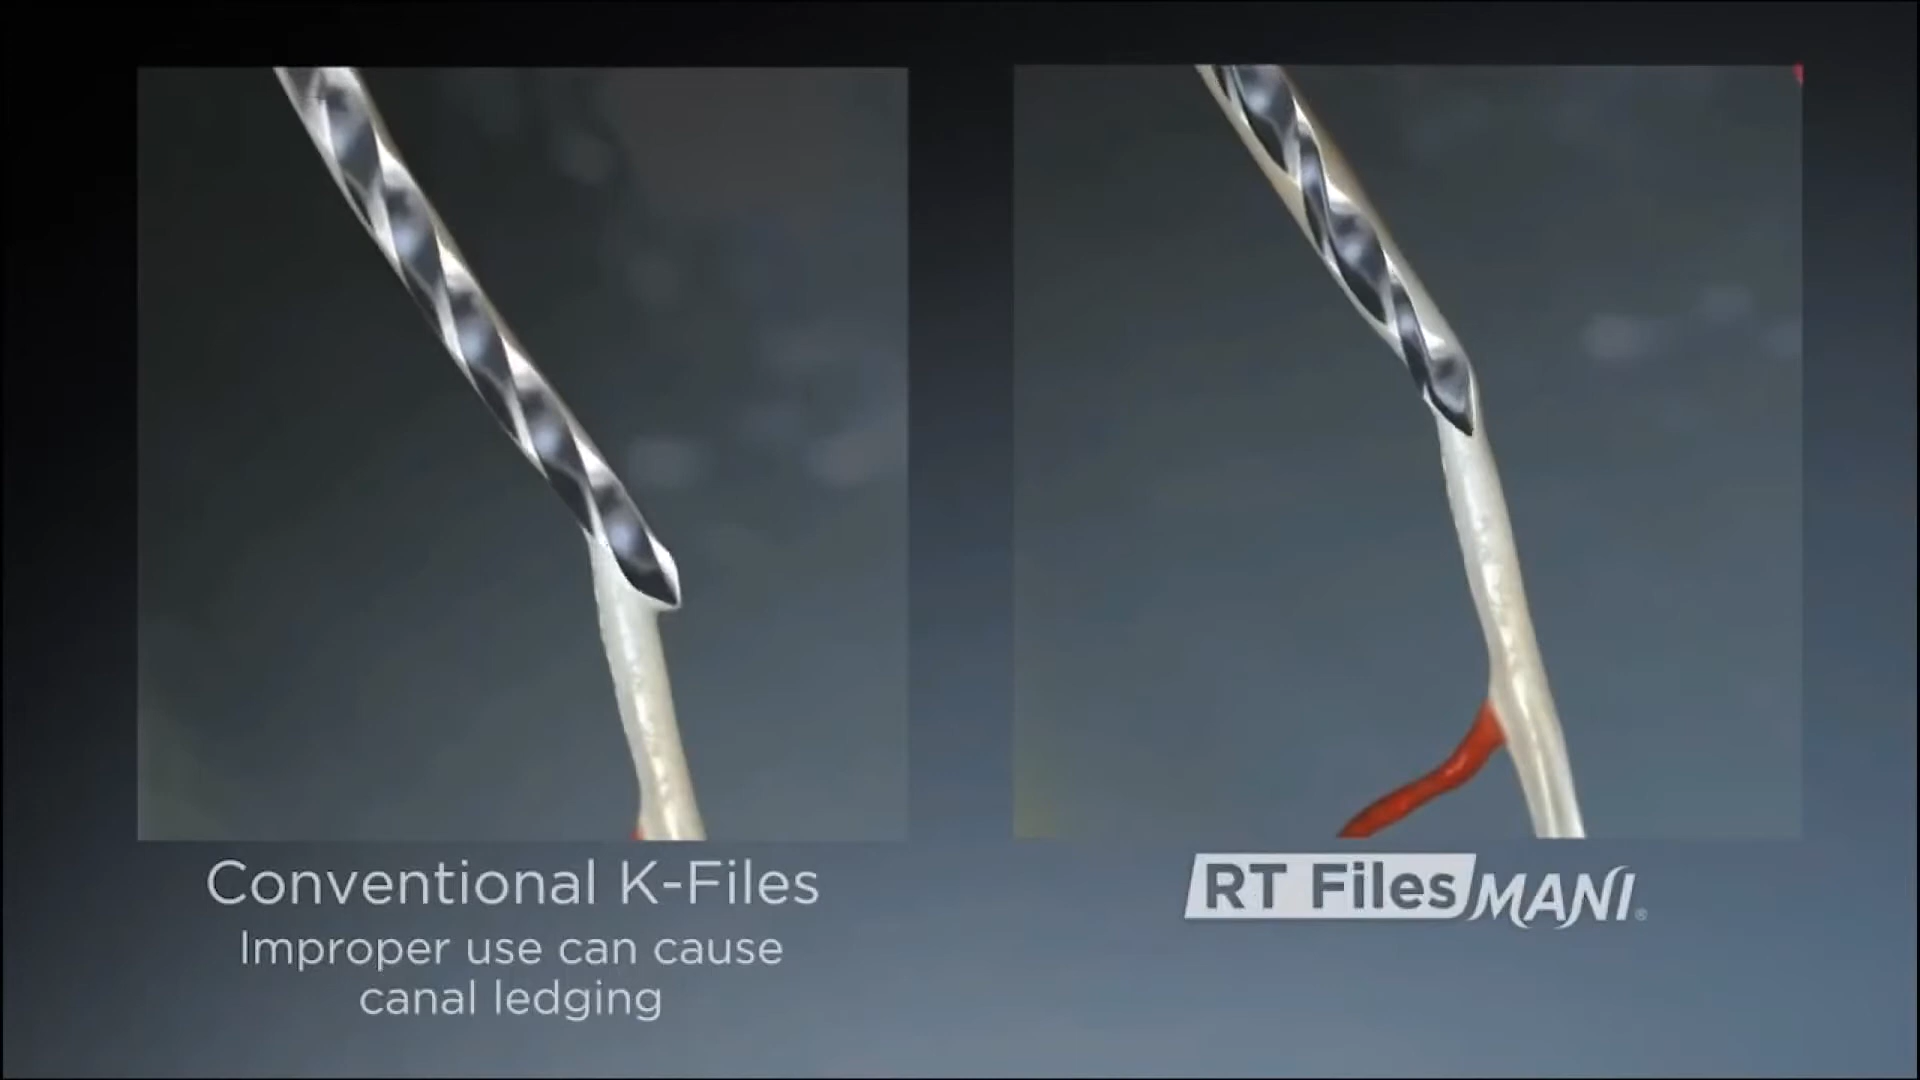 Conventional K-Files
Improper use can cause
canal ledging
RT Files MANI®